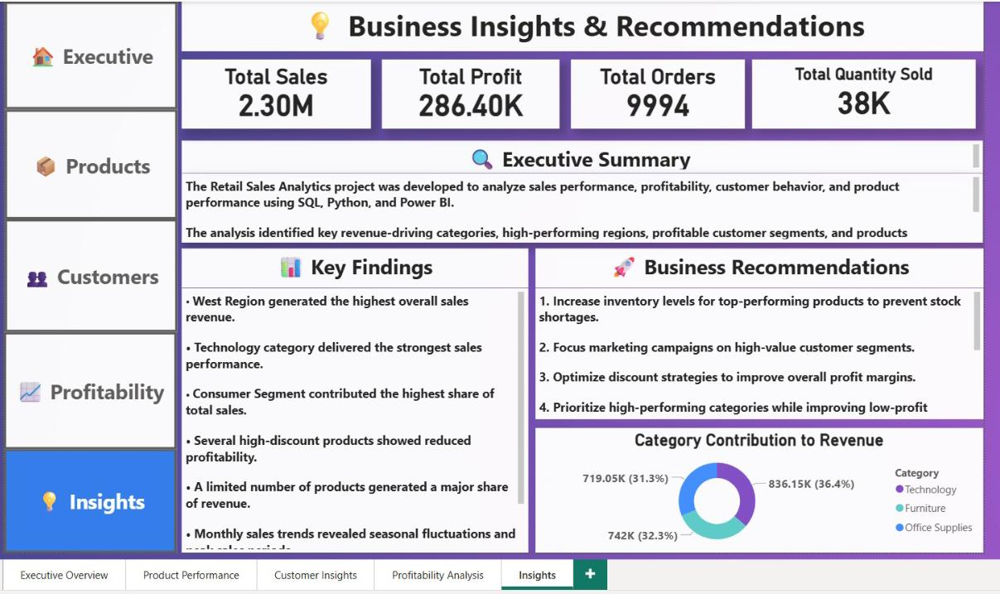 Executive
Products
Customers
Profitability
Insights
Business Insights & Recommendations
Total Sales
2.30M
Total Profit
286.40K
Total Orders
9994
Total Quantity Sold
38K
Executive Summary
The Retail Sales Analytics project was developed to analyze sales performance, profitability, customer behavior, and product
performance using SQL, Python, and Power BI.
The analysis identified key revenue-driving categories, high-performing regions, profitable customer segments, and products
Key Findings
• West Region generated the highest overall sales
revenue.
• Technology category delivered the strongest sales
performance.
• Consumer Segment contributed the highest share of
total sales.
• Several high-discount products showed reduced
profitability.
• A limited number of products generated a major share
of revenue.
• Monthly sales trends revealed seasonal fluctuations and
Business Recommendations
1. Increase inventory levels for top-performing products to prevent stock
shortages.
2. Focus marketing campaigns on high-value customer segments.
3. Optimize discount strategies to improve overall profit margins.
4. Prioritize high-performing categories while improving low-profit
Category Contribution to Revenue
719.05K (31.3%)
836.15K (36.4%)
742K (32.3%)
Category
Technology
Furniture
Office Supplies
Executive Overview
Product Performance
Customer Insights
Profitability Analysis
Insights
+